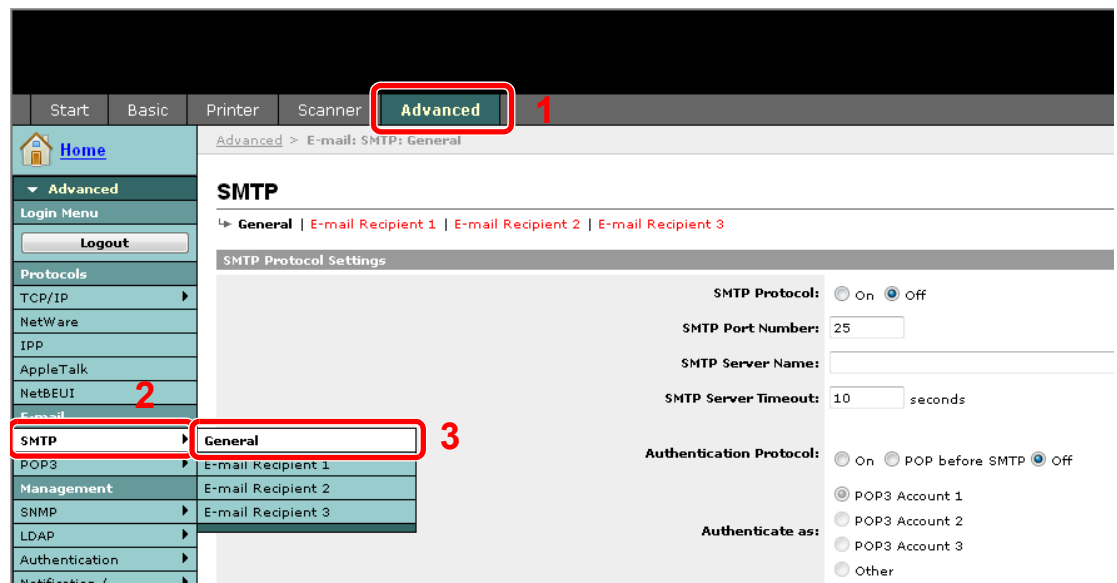 Start Basic Printer Scanner Advanced 1
Home
Advanced > E-mail: SMTP: General
Advanced
Login Menu
Logout
Protocols
TCP/IP
NetWare
IPP
AppleTalk
NetBEUI
2
E-mail
SMTP
POP3
Management
SNMP
LDAP
Authentication
Notification /
General 3
E-mail Recipient 1
E-mail Recipient 2
E-mail Recipient 3
SMTP
General | E-mail Recipient 1 | E-mail Recipient 2 | E-mail Recipient 3
SMTP Protocol Settings
SMTP Protocol: On Off
SMTP Port Number: 25
SMTP Server Name:
SMTP Server Timeout: 10 seconds
Authentication Protocol: On POP before SMTP Off
Authenticate as: POP3 Account 1
POP3 Account 2
POP3 Account 3
Other